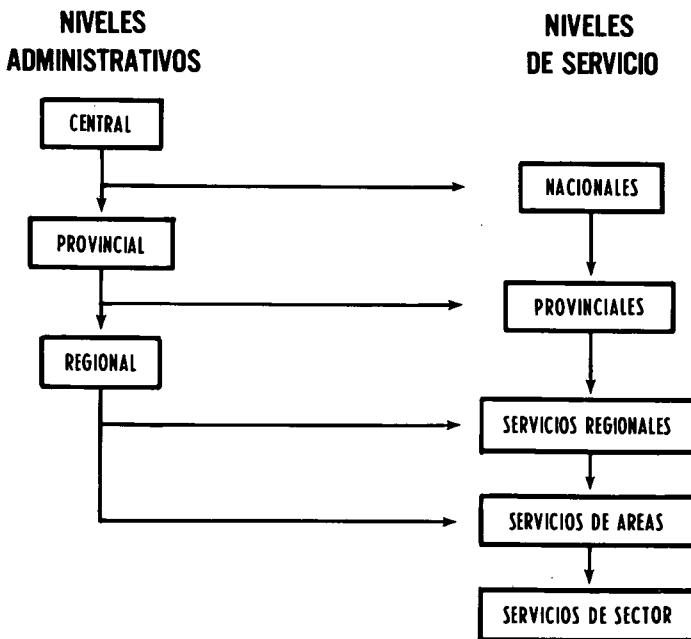 NIVELES
ADMINISTRATIVOS
NIVELES
DE SERVICIO
CENTRAL
NACIONALES
PROVINCIAL
PROVINCIALES
REGIONAL
SERVICIOS REGIONALES
SERVICIOS DE AREAS
SERVICIOS DE SECTOR